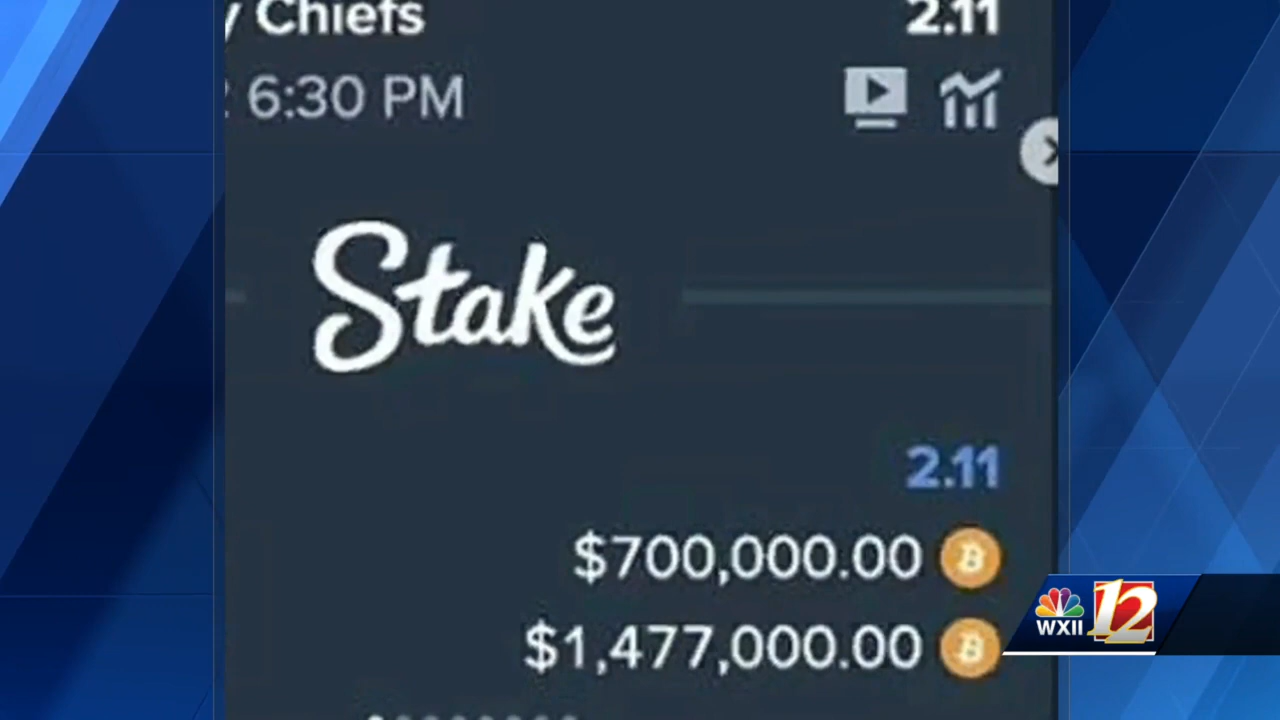 y Chiefs
2.11
6:30 PM
Stake
2.11
$700,000.00
$1,477,000.00
WXII 12